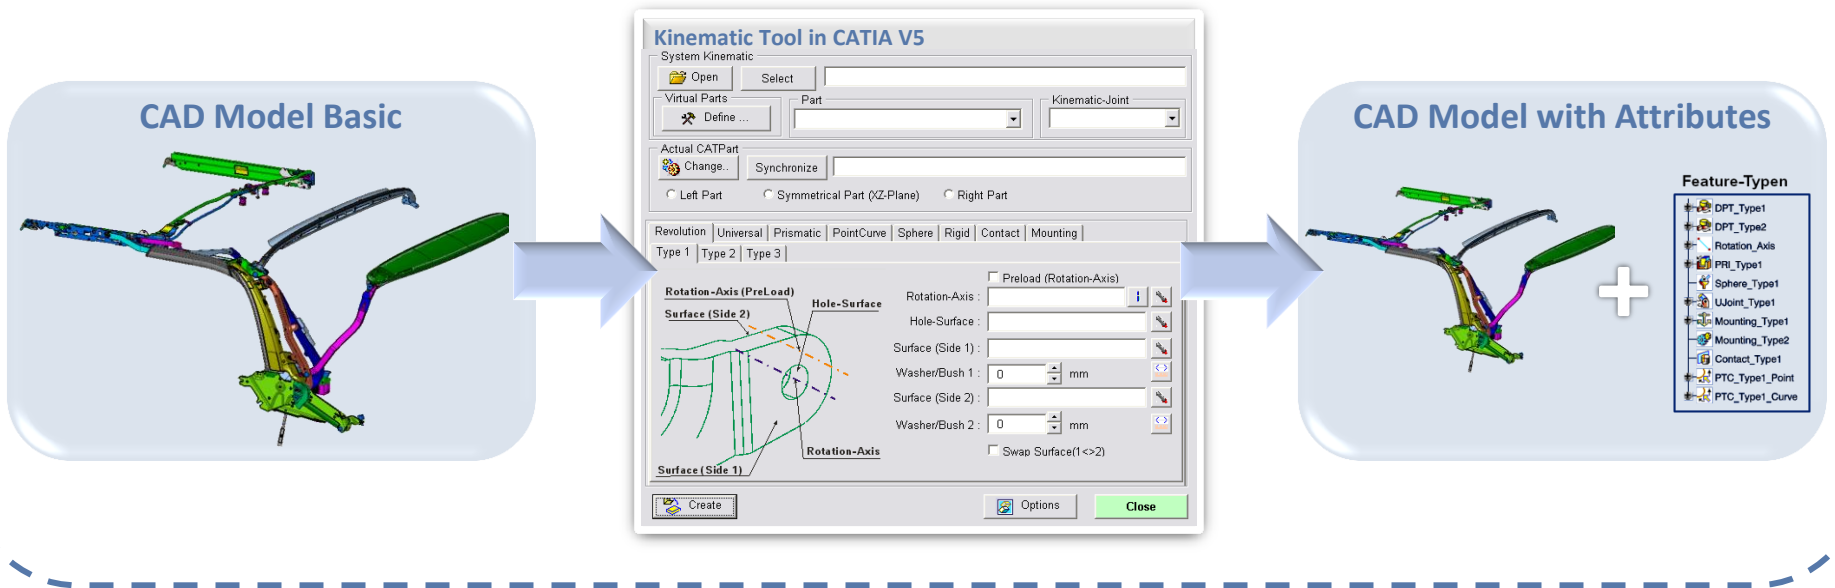 CAD Model Basic
Kinematic Tool in CATIA V5
System Kinematic
Open
Select
Virtual Parts
Define ...
Part
Kinematic-Joint
Actual CATPart
Change..
Synchronize
Left Part
Symmetrical Part (XZ-Plane)
Right Part
Revolution Universal Prismatic PointCurve Sphere Rigid Contact Mounting
Type 1 Type 2 Type 3
Rotation-Axis (PreLoad)
Hole-Surface
Surface (Side 2)
Rotation-Axis
Surface (Side 1)
Preload (Rotation-Axis)
Rotation-Axis :
Hole-Surface :
Surface (Side 1) :
Washer/Bush 1 : 0 mm
Surface (Side 2) :
Washer/Bush 2 : 0 mm
Swap Surface(1<>2)
Create
Options
Close
CAD Model with Attributes
Feature-Typen
DPT_Type1
DPT_Type2
Rotation_Axis
PRI_Type1
Sphere_Type1
UJoint_Type1
Mounting_Type1
Mounting_Type2
Contact_Type1
PTC_Type1_Point
PTC_Type1_Curve